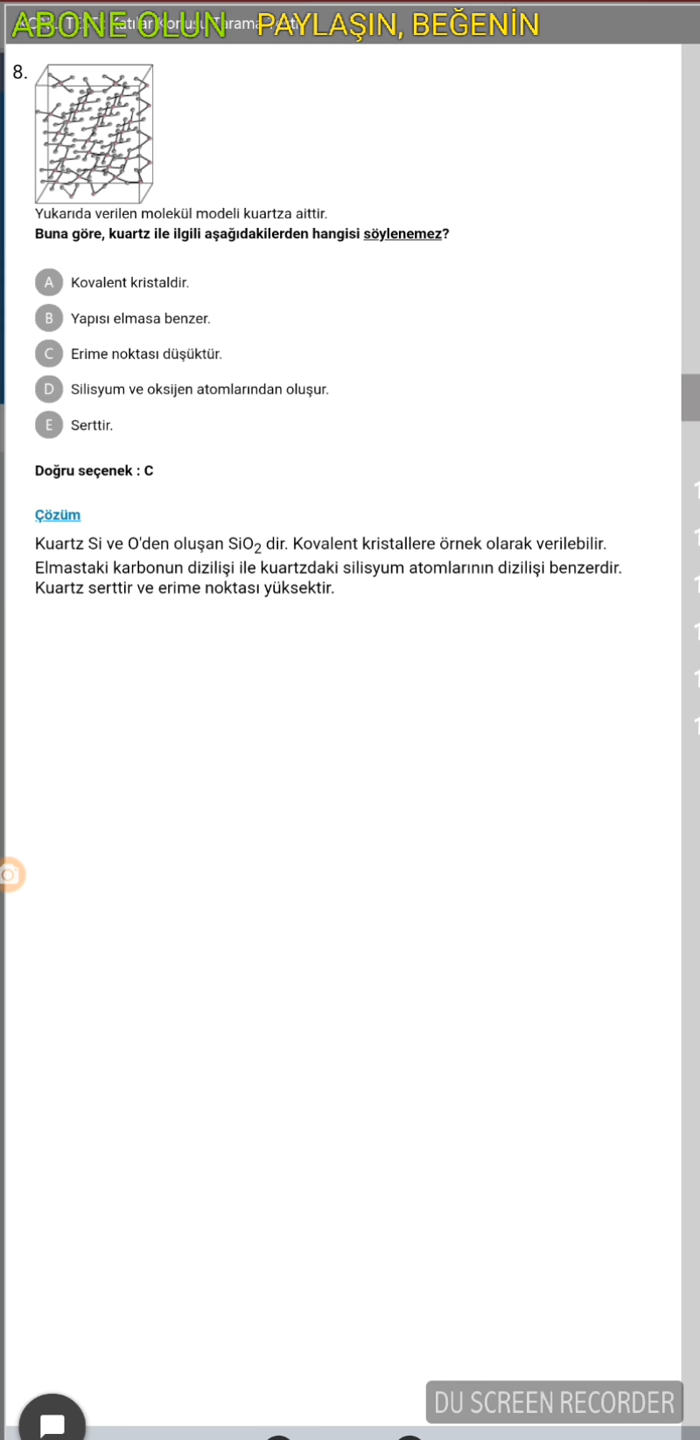 ABONE OLUN PAYLAŞIN, BEĞENİN
8.
Yukarıda verilen molekül modeli kuartza aittir.
Buna göre, kuartz ile ilgili aşağıdakilerden hangisi söylenemez?
A Kovalent kristaldir.
B Yapısı elmasa benzer.
C Erime noktası düşüktür.
D Silisyum ve oksijen atomlarından oluşur.
E Serttir.
Doğru seçenek : C
Çözüm
Kuartz Si ve O'den oluşan SiO₂ dir. Kovalent kristallere örnek olarak verilebilir.
Elmastaki karbonun dizilişi ile kuartzdaki silisyum atomlarının dizilişi benzerdir.
Kuartz serttir ve erime noktası yüksektir.
DU SCREEN RECORDER